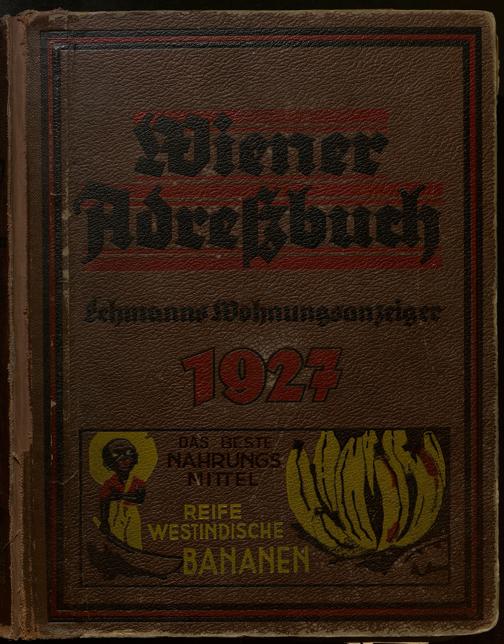 Wiener
Adreßbuch
Lehmanns Wohnungsanzeiger
1927
DAS BESTE
NAHRUNGS
MITTEL
REIFE
WESTINDISCHE
BANANEN